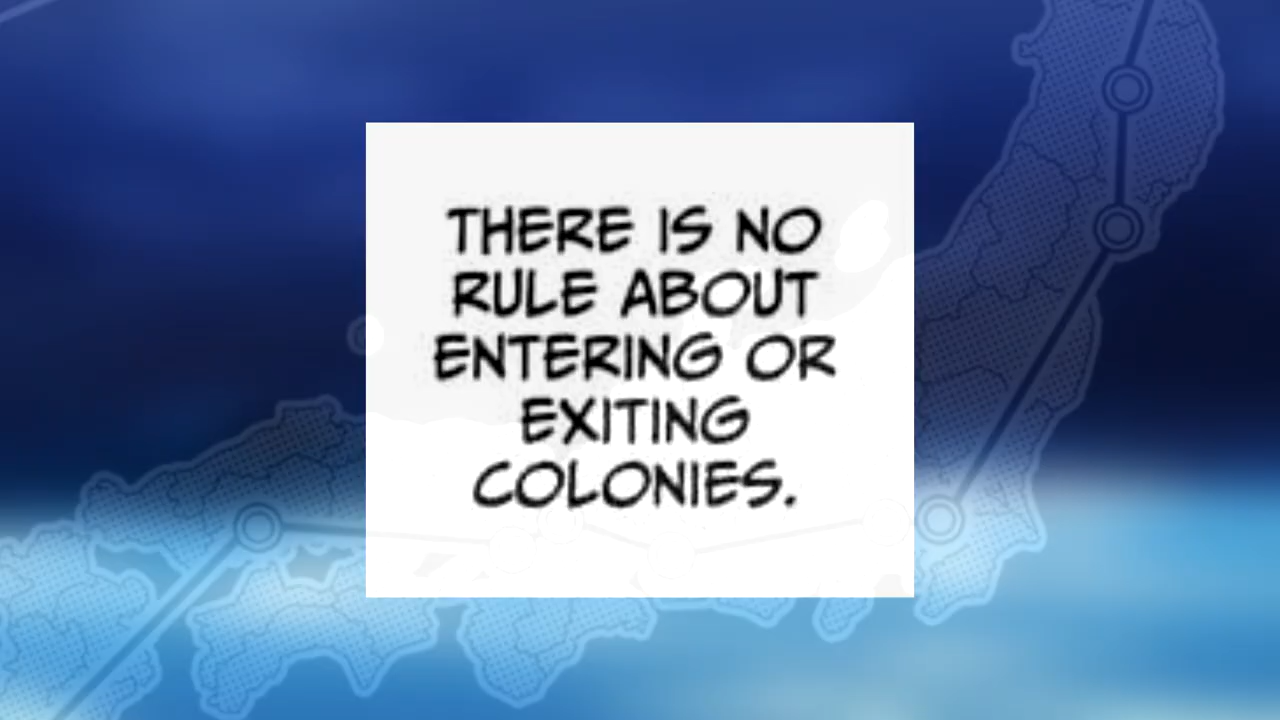 THERE IS NO
RULE ABOUT
ENTERING OR
EXITING
COLONIES.